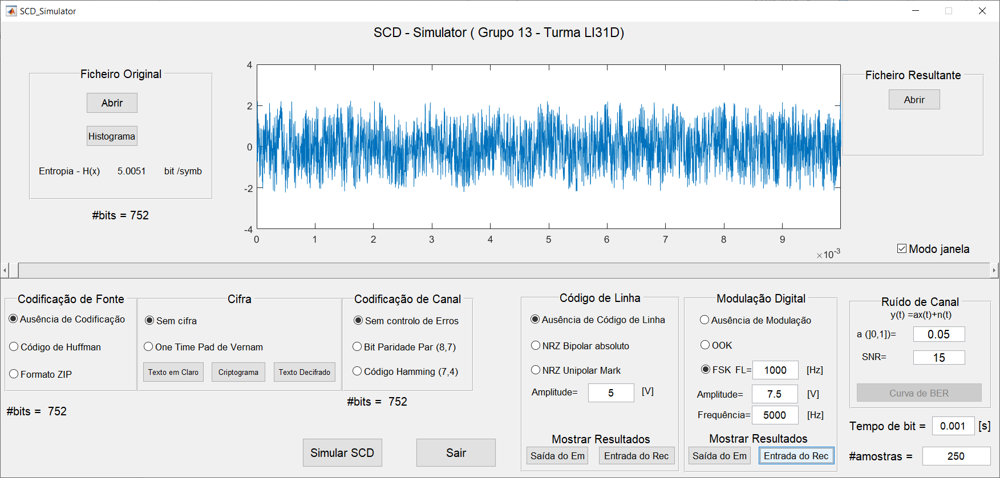 SCD_Simulator
SCD - Simulator ( Grupo 13 - Turma LI31D)
Ficheiro Original
Abrir
Histograma
Entropia - H(x) 5.0051 bit /symb
#bits = 752
4
2
0
-2
-4
0 1 2 3 4 5 6 7 8 9
×10-3
Ficheiro Resultante
Abrir
Modo janela
Codificação de Fonte
Ausência de Codificação
Código de Huffman
Formato ZIP
#bits = 752
Cifra
Sem cifra
One Time Pad de Vernam
Texto em Claro Criptograma Texto Decifrado
Codificação de Canal
Sem controlo de Erros
Bit Paridade Par (8,7)
Código Hamming (7,4)
#bits = 752
Simular SCD Sair
Código de Linha
Ausência de Código de Linha
NRZ Bipolar absoluto
NRZ Unipolar Mark
Amplitude= 5 [V]
Mostrar Resultados
Saída do Em Entrada do Rec
Modulação Digital
Ausência de Modulação
OOK
FSK FL= 1000 [Hz]
Amplitude= 7.5 [V]
Frequência= 5000 [Hz]
Mostrar Resultados
Saída do Em Entrada do Rec
Ruído de Canal
y(t) =ax(t)+n(t)
a (]0,1])= 0.05
SNR= 15
Curva de BER
Tempo de bit = 0.001 [s]
#amostras = 250